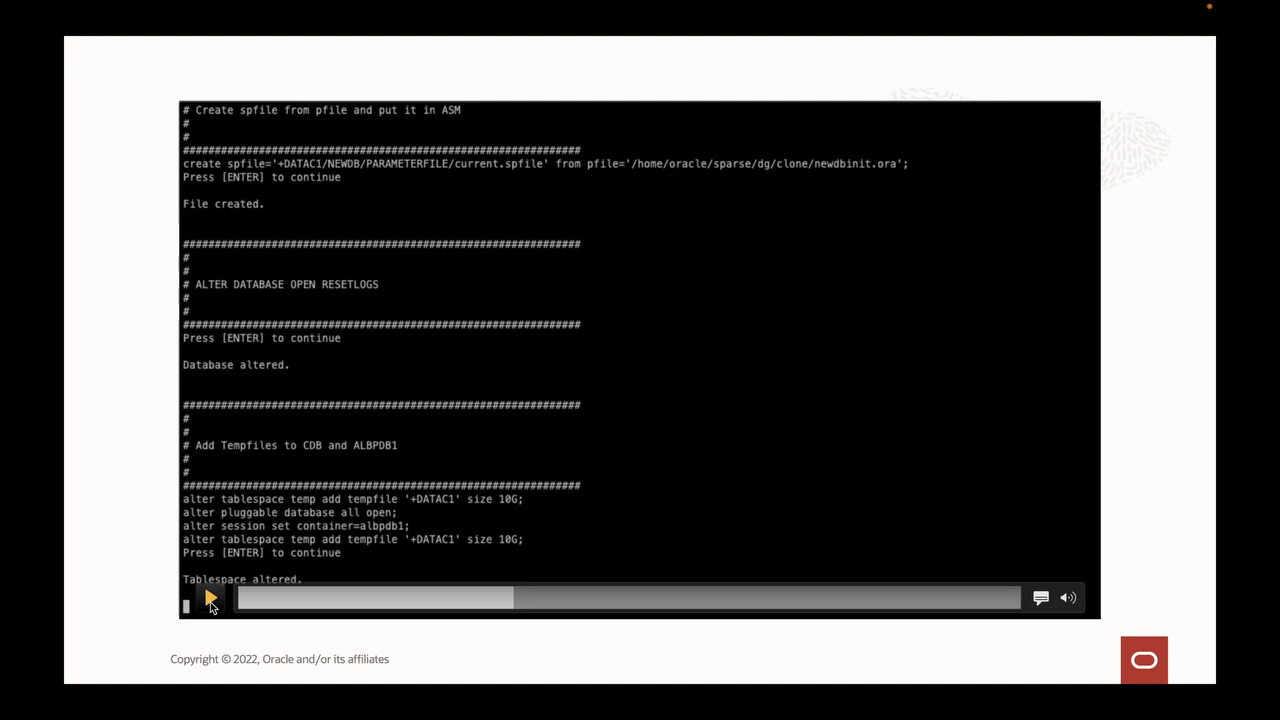 # Create spfile from pfile and put it in ASM
#
#
##############################################################
create spfile='+DATAC1/NEWDB/PARAMETERFILE/current.spfile' from pfile='/home/oracle/sparse/dg/clone/newdbinit.ora';
Press [ENTER] to continue
File created.
##############################################################
#
#
# ALTER DATABASE OPEN RESETLOGS
#
#
##############################################################
Press [ENTER] to continue
Database altered.
##############################################################
#
#
# Add Tempfiles to CDB and ALBPDB1
#
#
##############################################################
alter tablespace temp add tempfile '+DATAC1' size 10G;
alter pluggable database all open;
alter session set container=albpdb1;
alter tablespace temp add tempfile '+DATAC1' size 10G;
Press [ENTER] to continue
Tablespace altered.
Copyright © 2022, Oracle and/or its affiliates